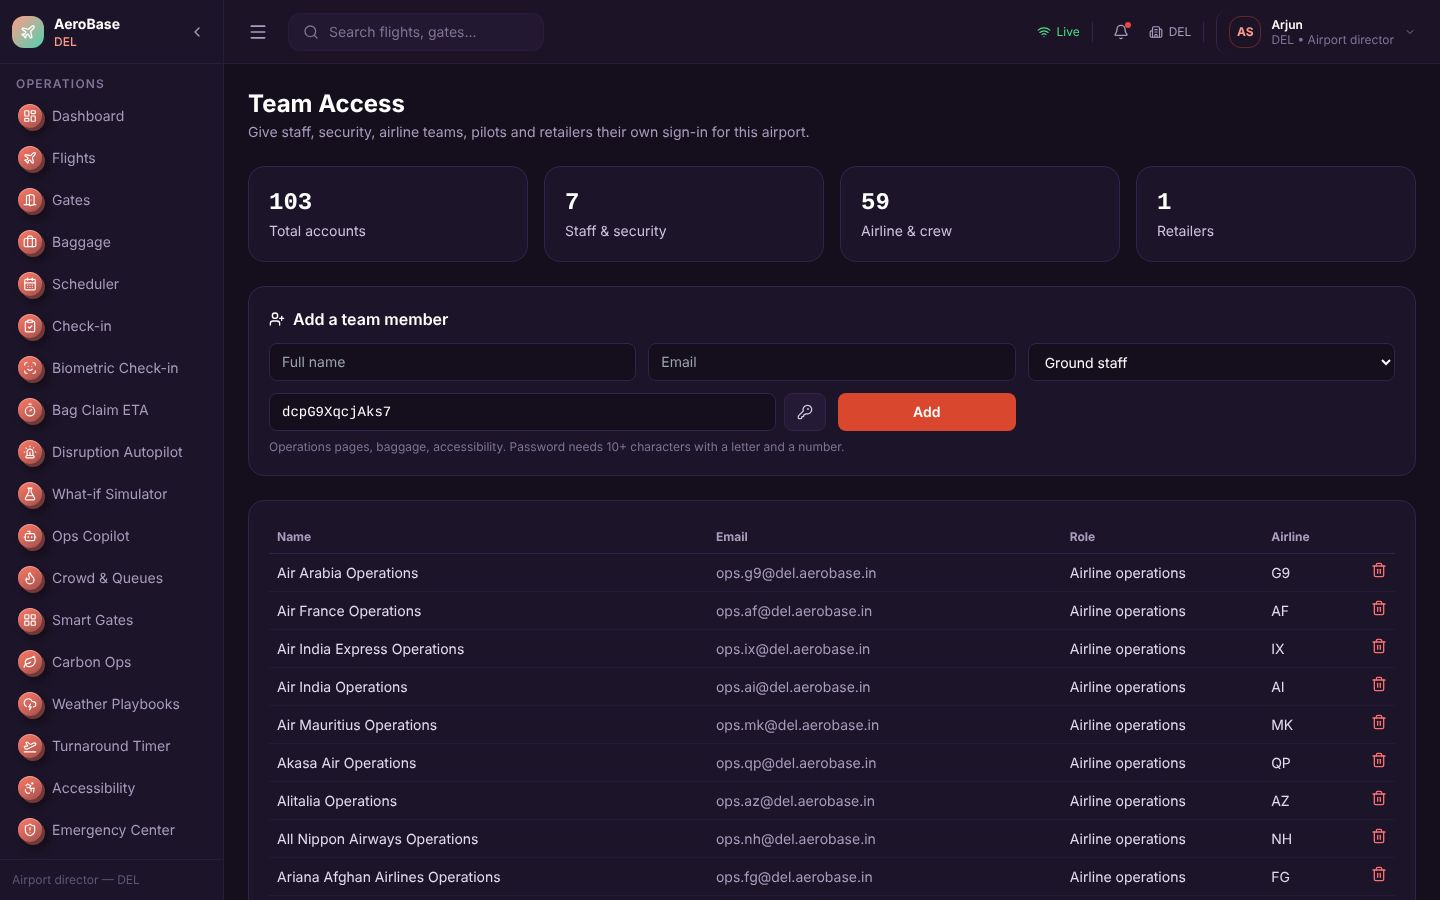 AeroBase
DEL
Search flights, gates...
Live
DEL
AS
Arjun
DEL • Airport director
OPERATIONS
Dashboard
Flights
Gates
Baggage
Scheduler
Check-in
Biometric Check-in
Bag Claim ETA
Disruption Autopilot
What-if Simulator
Ops Copilot
Crowd & Queues
Smart Gates
Carbon Ops
Weather Playbooks
Turnaround Timer
Accessibility
Emergency Center
Airport director — DEL
Team Access
Give staff, security, airline teams, pilots and retailers their own sign-in for this airport.
103
Total accounts
7
Staff & security
59
Airline & crew
1
Retailers
Add a team member
Full name
Email
Ground staff
dcpG9XqcjAks7
Add
Operations pages, baggage, accessibility. Password needs 10+ characters with a letter and a number.
Name Email Role Airline
Air Arabia Operations ops.g9@del.aerobase.in Airline operations G9
Air France Operations ops.af@del.aerobase.in Airline operations AF
Air India Express Operations ops.ix@del.aerobase.in Airline operations IX
Air India Operations ops.ai@del.aerobase.in Airline operations AI
Air Mauritius Operations ops.mk@del.aerobase.in Airline operations MK
Akasa Air Operations ops.qp@del.aerobase.in Airline operations QP
Alitalia Operations ops.az@del.aerobase.in Airline operations AZ
All Nippon Airways Operations ops.nh@del.aerobase.in Airline operations NH
Ariana Afghan Airlines Operations ops.fg@del.aerobase.in Airline operations FG